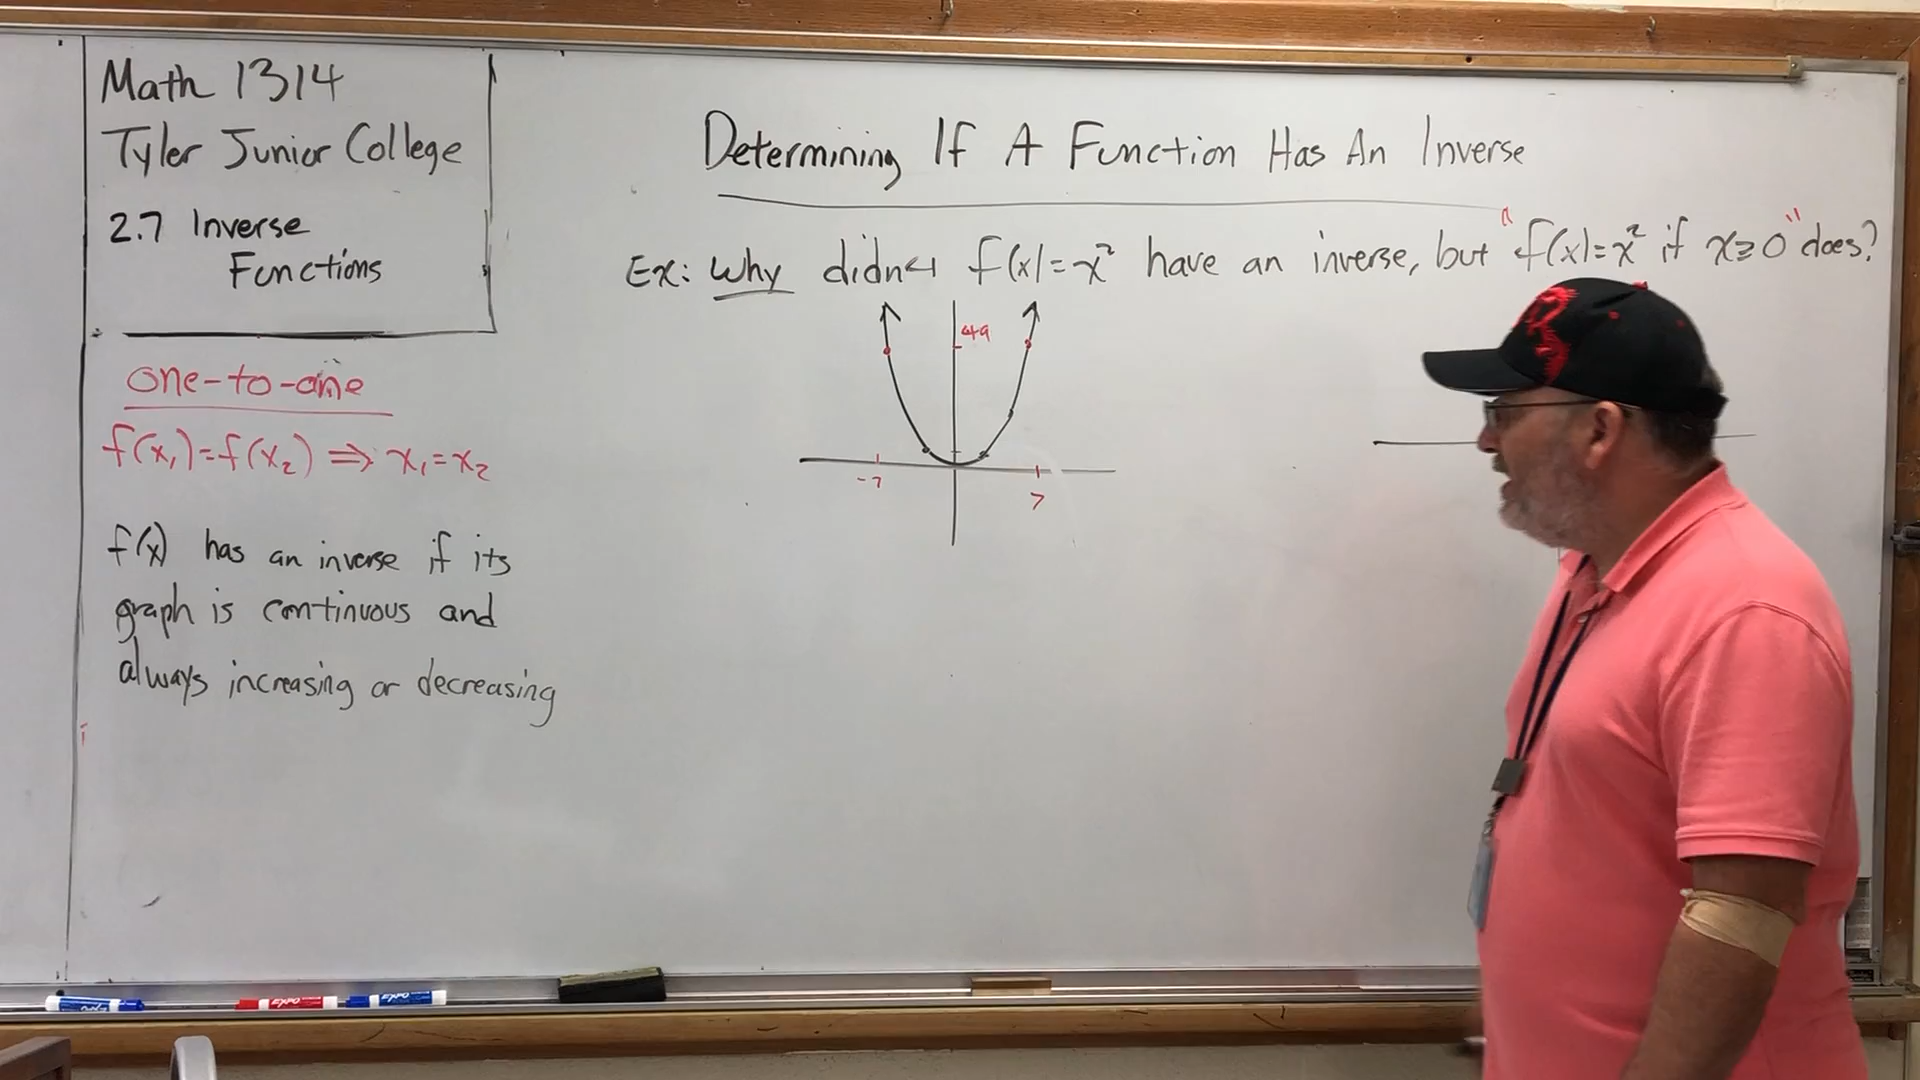 Math 1314
Tyler Junior College
2.7 Inverse
Functions
one-to-one
f(x₁)=f(x₂) ⇒ x₁=x₂
f(x) has an inverse if its
graph is continuous and
always increasing or decreasing
Determining If A Function Has An Inverse
Ex: Why didn't f(x)=x² have an inverse, but "f(x)=x² if x≥0" does?
49
-7
7
EXPO
EXPO